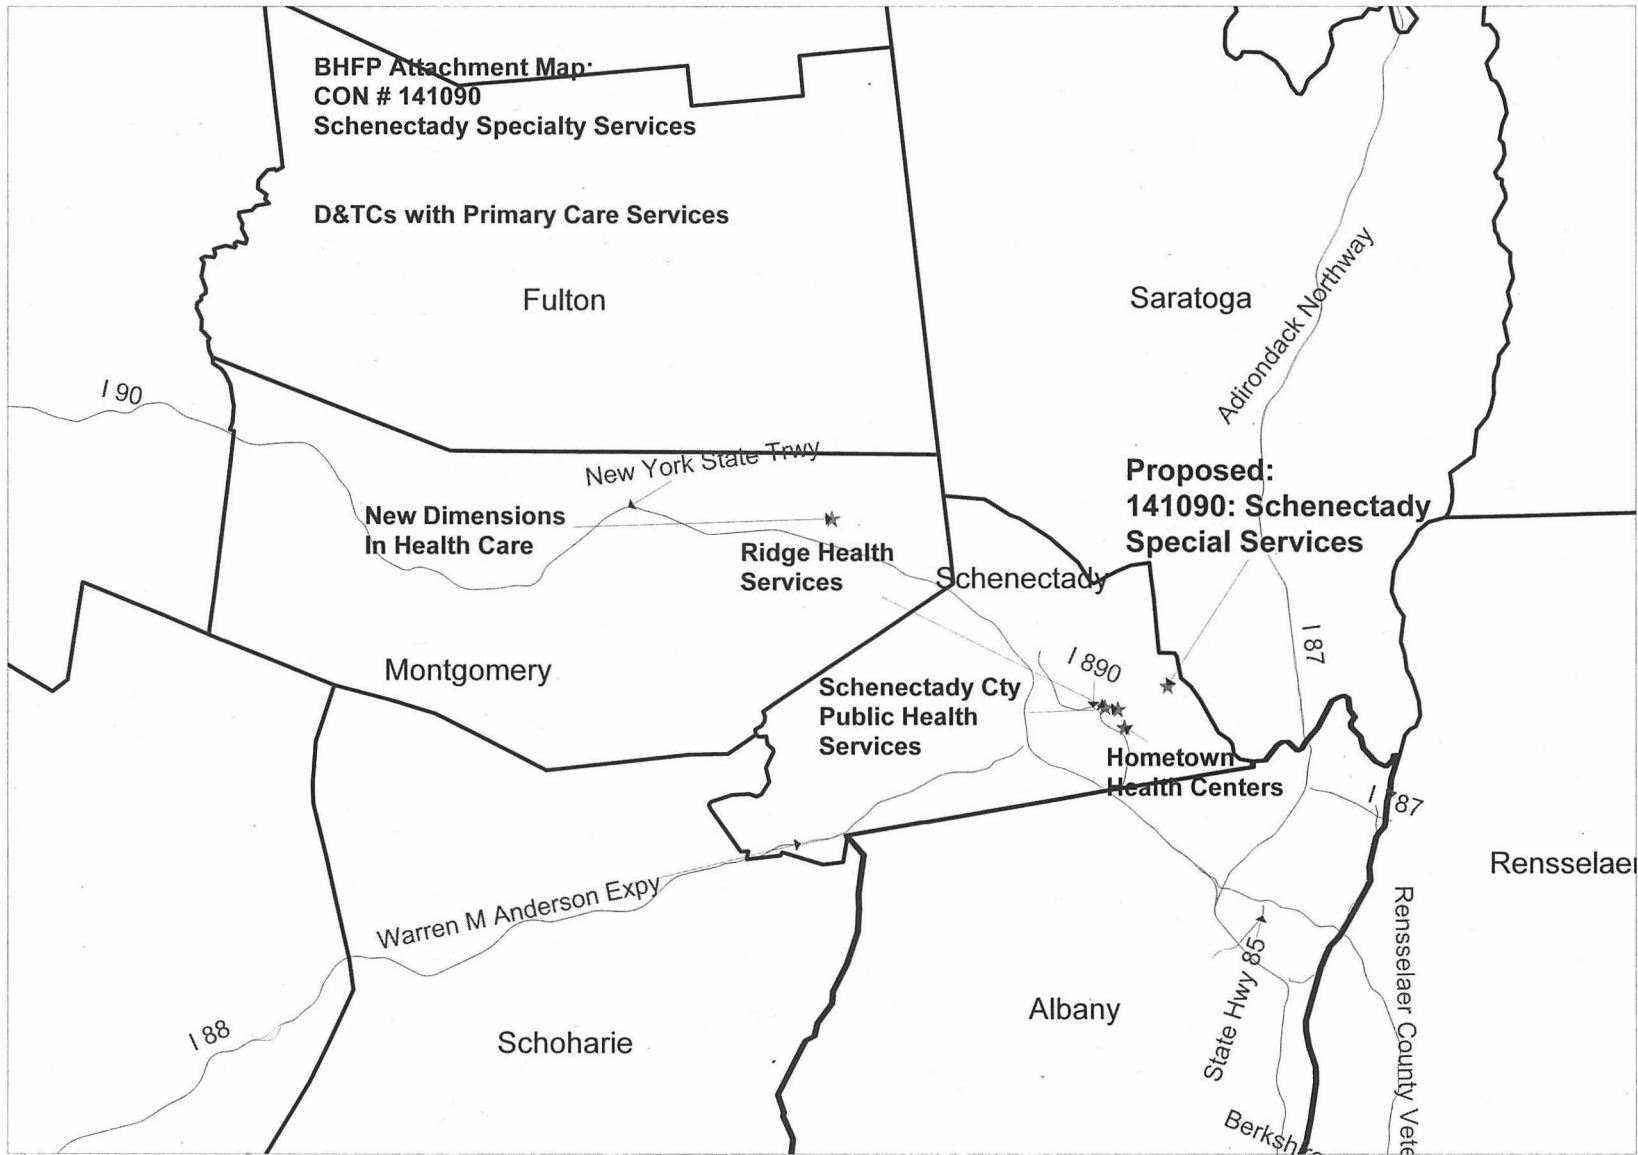 BHFP Attachment Map:
CON # 141090
Schenectady Specialty Services
D&TCs with Primary Care Services
Fulton
Saratoga
Adirondack Northway
I 90
New York State Trwy
Proposed:
141090: Schenectady
Special Services
New Dimensions
In Health Care
Ridge Health
Services
Schenectady
I 87
Montgomery
I 890
Schenectady Cty
Public Health
Services
Hometown
Health Centers
I 787
Rensselaer
Warren M Anderson Expy
State Hwy 85
Rensselaer County Vete
Albany
I 88
Schoharie
Berkshire